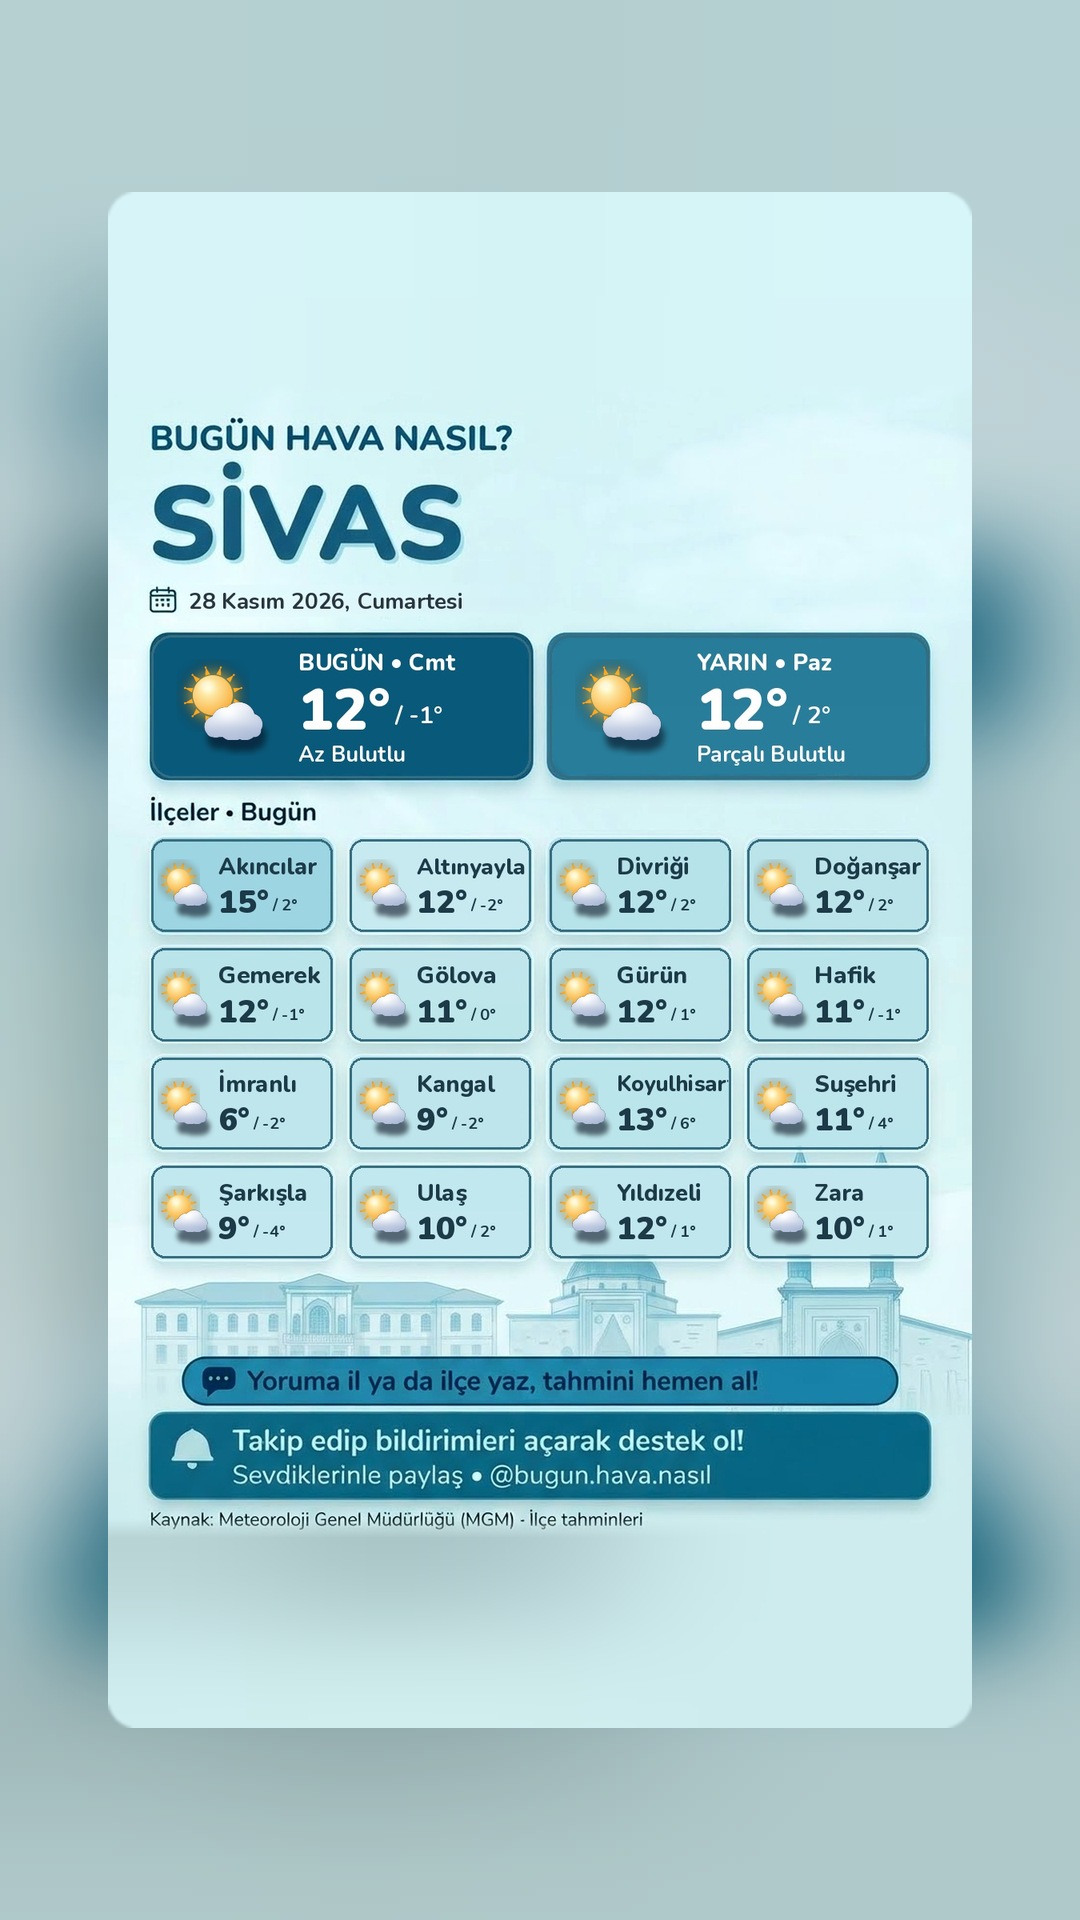 BUGÜN HAVA NASIL?
SİVAS
28 Kasım 2026, Cumartesi
BUGÜN • Cmt
12° / -1°
Az Bulutlu
YARIN • Paz
12° / 2°
Parçalı Bulutlu
İlçeler • Bugün
Akıncılar
15° / 2°
Altınyayla
12° / -2°
Divriği
12° / 2°
Doğanşar
12° / 2°
Gemerek
12° / -1°
Gölova
11° / 0°
Gürün
12° / 1°
Hafik
11° / -1°
İmranlı
6° / -2°
Kangal
9° / -2°
Koyulhisar
13° / 6°
Suşehri
11° / 4°
Şarkışla
9° / -4°
Ulaş
10° / 2°
Yıldızeli
12° / 1°
Zara
10° / 1°
Yoruma il ya da ilçe yaz, tahmini hemen al!
Takip edip bildirimleri açarak destek ol!
Sevdiklerinle paylaş • @bugun.hava.nasıl
Kaynak: Meteoroloji Genel Müdürlüğü (MGM) - İlçe tahminleri